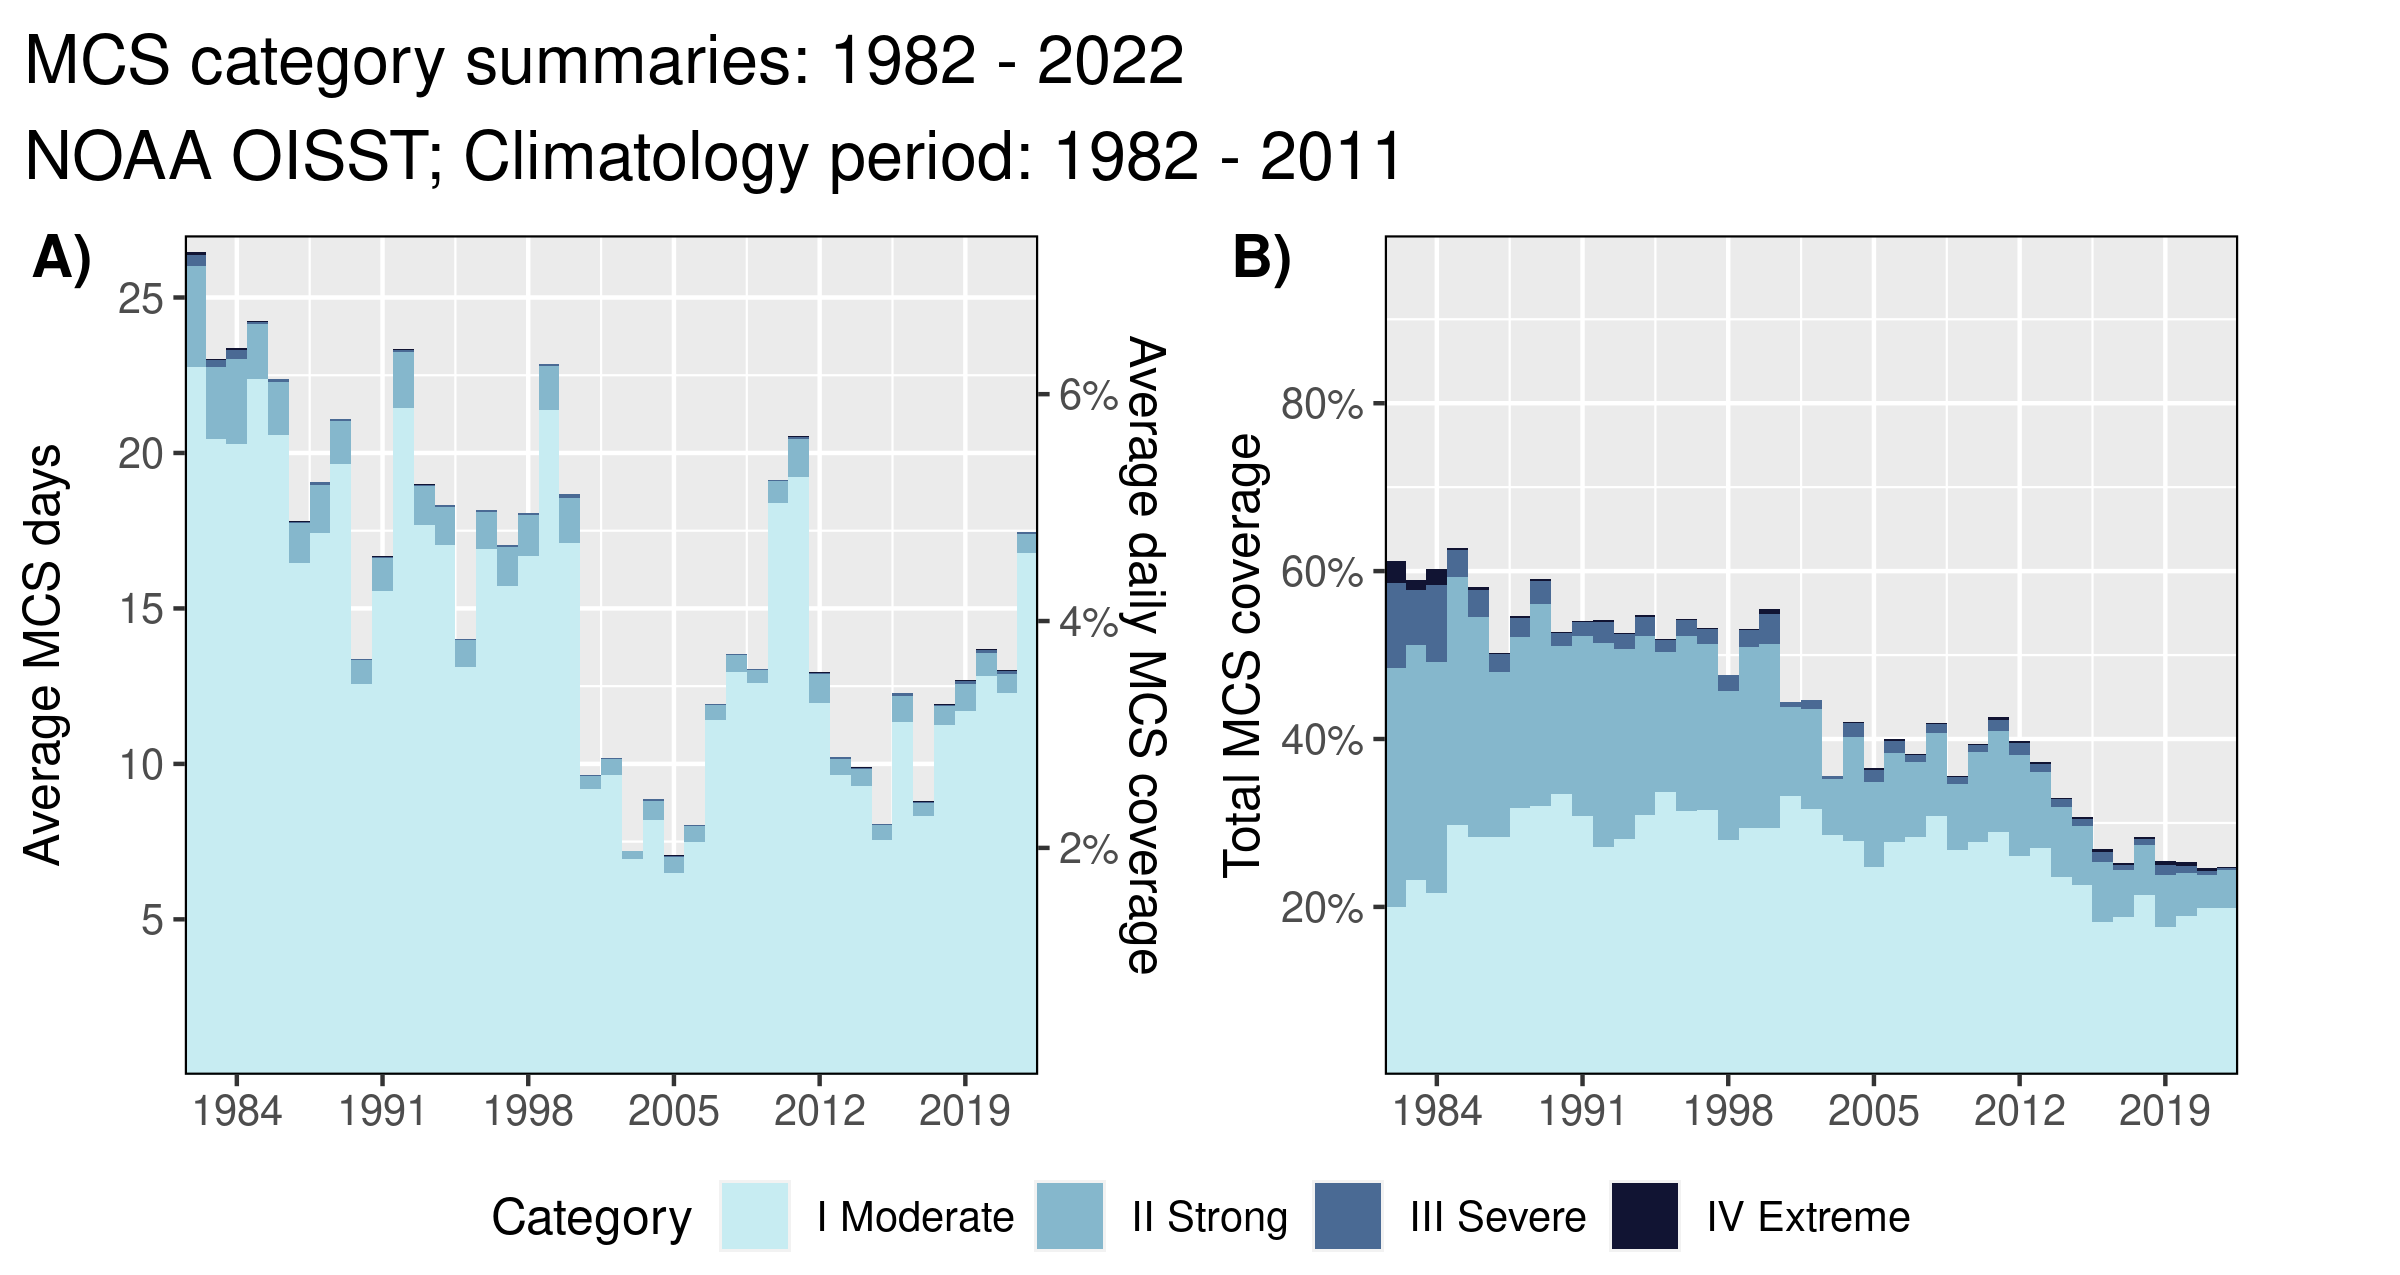 MCS category summaries: 1982 - 2022
NOAA OISST; Climatology period: 1982 - 2011
A)
Average MCS days
25
20
15
10
5
6%
4%
2%
Average daily MCS coverage
1984 1991 1998 2005 2012 2019
B)
Total MCS coverage
80%
60%
40%
20%
1984 1991 1998 2005 2012 2019
Category I Moderate II Strong III Severe IV Extreme